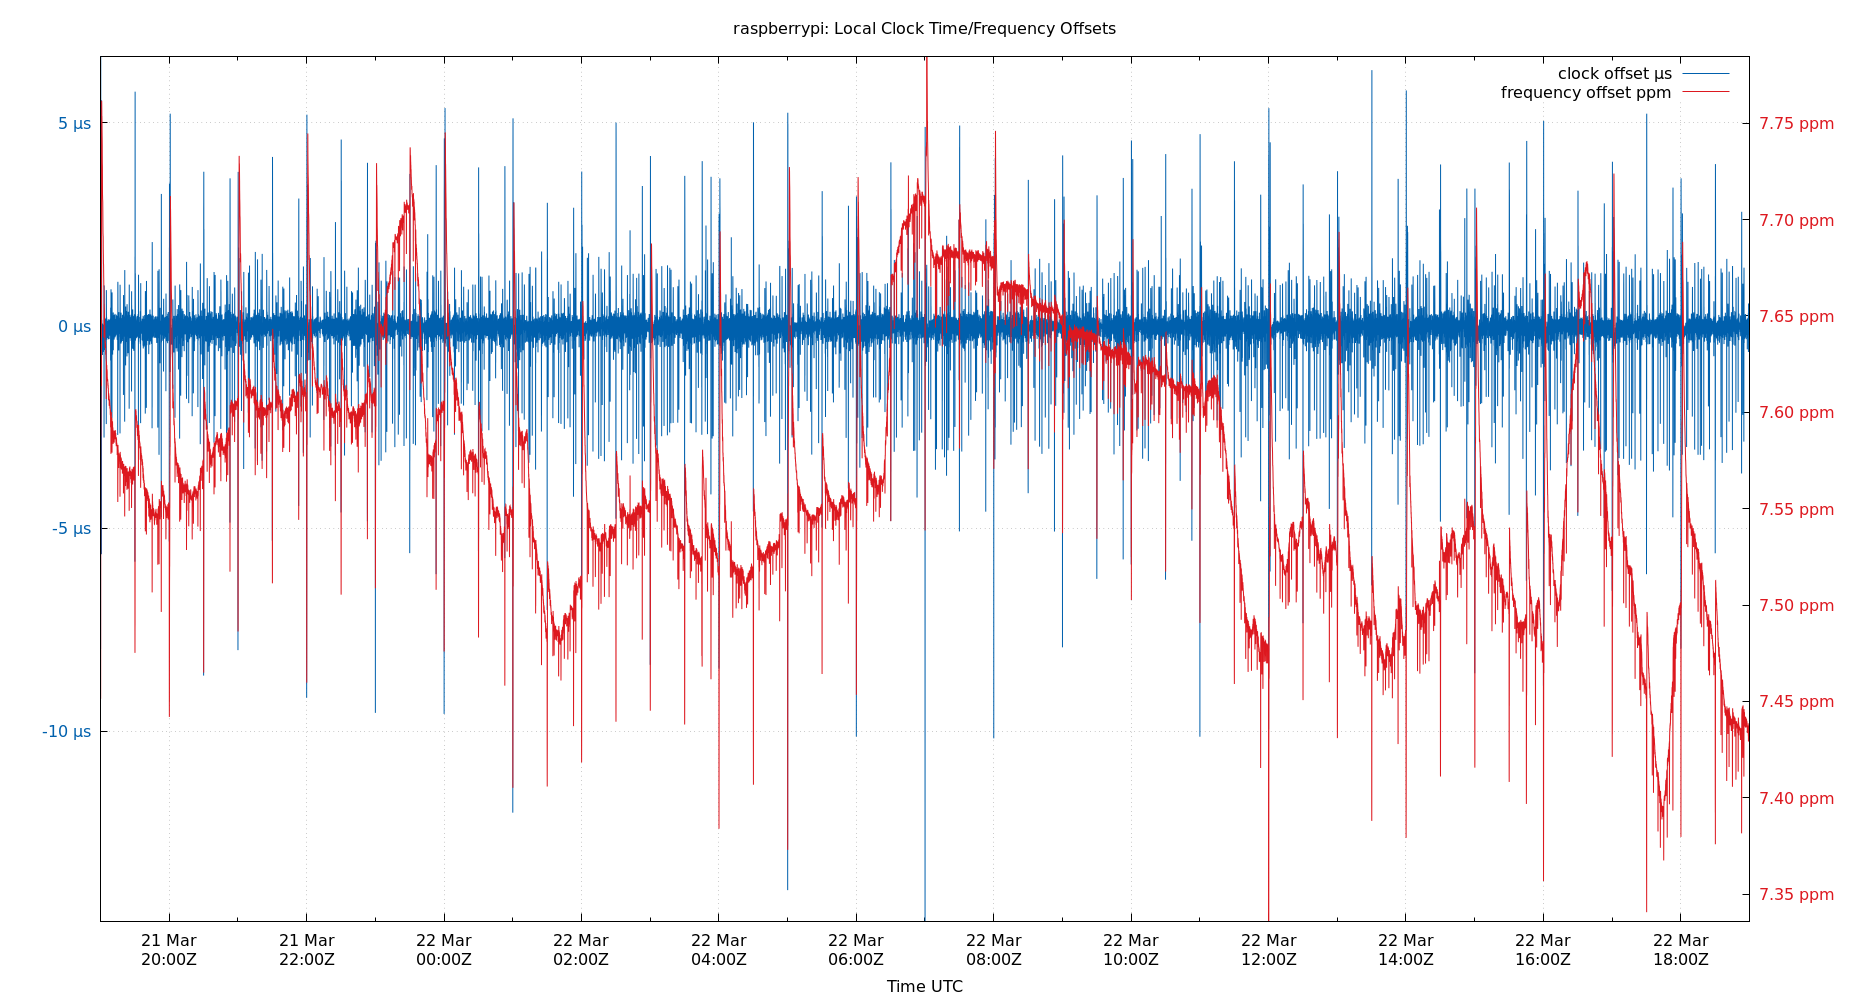 raspberrypi: Local Clock Time/Frequency Offsets
clock offset µs
frequency offset ppm
5 µs
0 µs
-5 µs
-10 µs
7.75 ppm
7.70 ppm
7.65 ppm
7.60 ppm
7.55 ppm
7.50 ppm
7.45 ppm
7.40 ppm
7.35 ppm
21 Mar
20:00Z
21 Mar
22:00Z
22 Mar
00:00Z
22 Mar
02:00Z
22 Mar
04:00Z
22 Mar
06:00Z
22 Mar
08:00Z
22 Mar
10:00Z
22 Mar
12:00Z
22 Mar
14:00Z
22 Mar
16:00Z
22 Mar
18:00Z
Time UTC